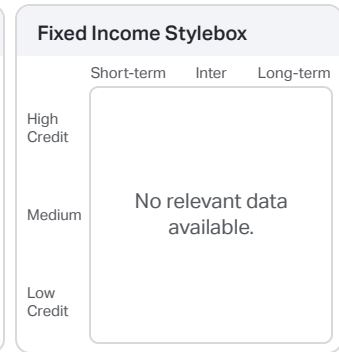 Fixed Income Stylebox
Short-term Inter Long-term
High
Credit
Medium
No relevant data
available.
Low
Credit